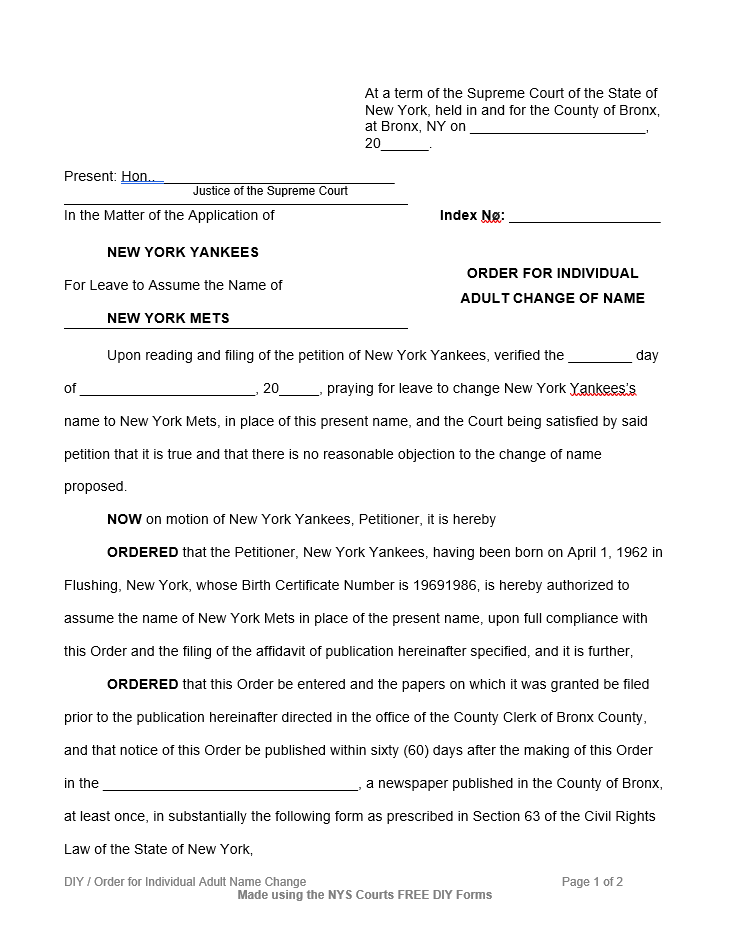 At a term of the Supreme Court of the State of
New York, held in and for the County of Bronx,
at Bronx, NY on _______________________,
20______.
Present: Hon.. ______________________________
Justice of the Supreme Court
In the Matter of the Application of
Index Nø: ____________________
NEW YORK YANKEES
For Leave to Assume the Name of
ORDER FOR INDIVIDUAL
ADULT CHANGE OF NAME
NEW YORK METS
Upon reading and filing of the petition of New York Yankees, verified the ________ day
of _______________________, 20_____, praying for leave to change New York Yankees's
name to New York Mets, in place of this present name, and the Court being satisfied by said
petition that it is true and that there is no reasonable objection to the change of name
proposed.
NOW on motion of New York Yankees, Petitioner, it is hereby
ORDERED that the Petitioner, New York Yankees, having been born on April 1, 1962 in
Flushing, New York, whose Birth Certificate Number is 19691986, is hereby authorized to
assume the name of New York Mets in place of the present name, upon full compliance with
this Order and the filing of the affidavit of publication hereinafter specified, and it is further,
ORDERED that this Order be entered and the papers on which it was granted be filed
prior to the publication hereinafter directed in the office of the County Clerk of Bronx County,
and that notice of this Order be published within sixty (60) days after the making of this Order
in the _________________________________, a newspaper published in the County of Bronx,
at least once, in substantially the following form as prescribed in Section 63 of the Civil Rights
Law of the State of New York,
DIY / Order for Individual Adult Name Change
Page 1 of 2
Made using the NYS Courts FREE DIY Forms